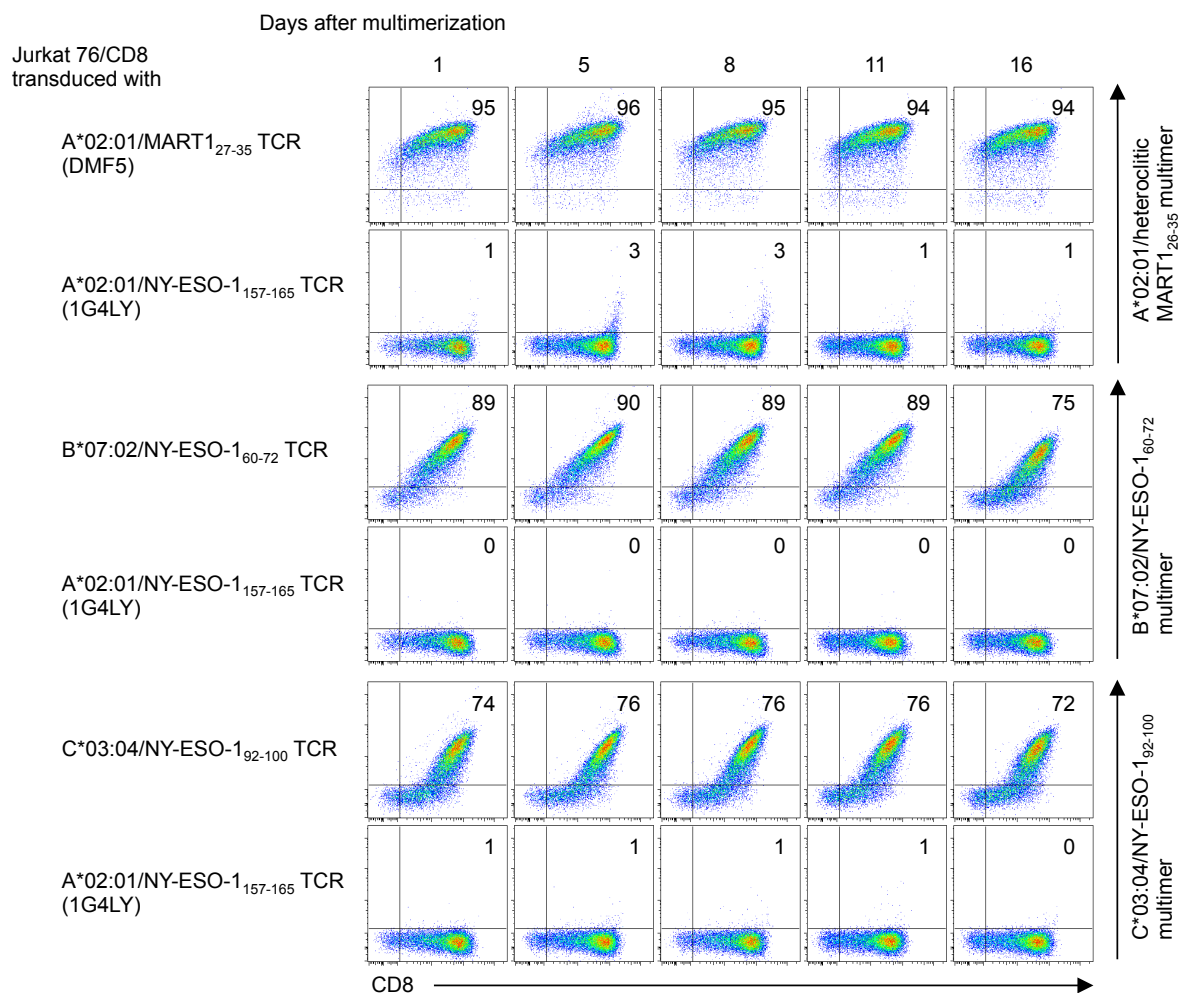 Days after multimerization
Jurkat 76/CD8
transduced with
1 5 8 11 16
A*02:01/MART127-35 TCR
(DMF5)
95 96 95 94 94
A*02:01/NY-ESO-1157-165 TCR
(1G4LY)
1 3 3 1 1
A*02:01/heteroclitic
MART126-35 multimer
B*07:02/NY-ESO-160-72 TCR
89 90 89 89 75
A*02:01/NY-ESO-1157-165 TCR
(1G4LY)
0 0 0 0 0
B*07:02/NY-ESO-160-72
multimer
C*03:04/NY-ESO-192-100 TCR
74 76 76 76 72
A*02:01/NY-ESO-1157-165 TCR
(1G4LY)
1 1 1 1 0
C*03:04/NY-ESO-192-100
multimer
CD8